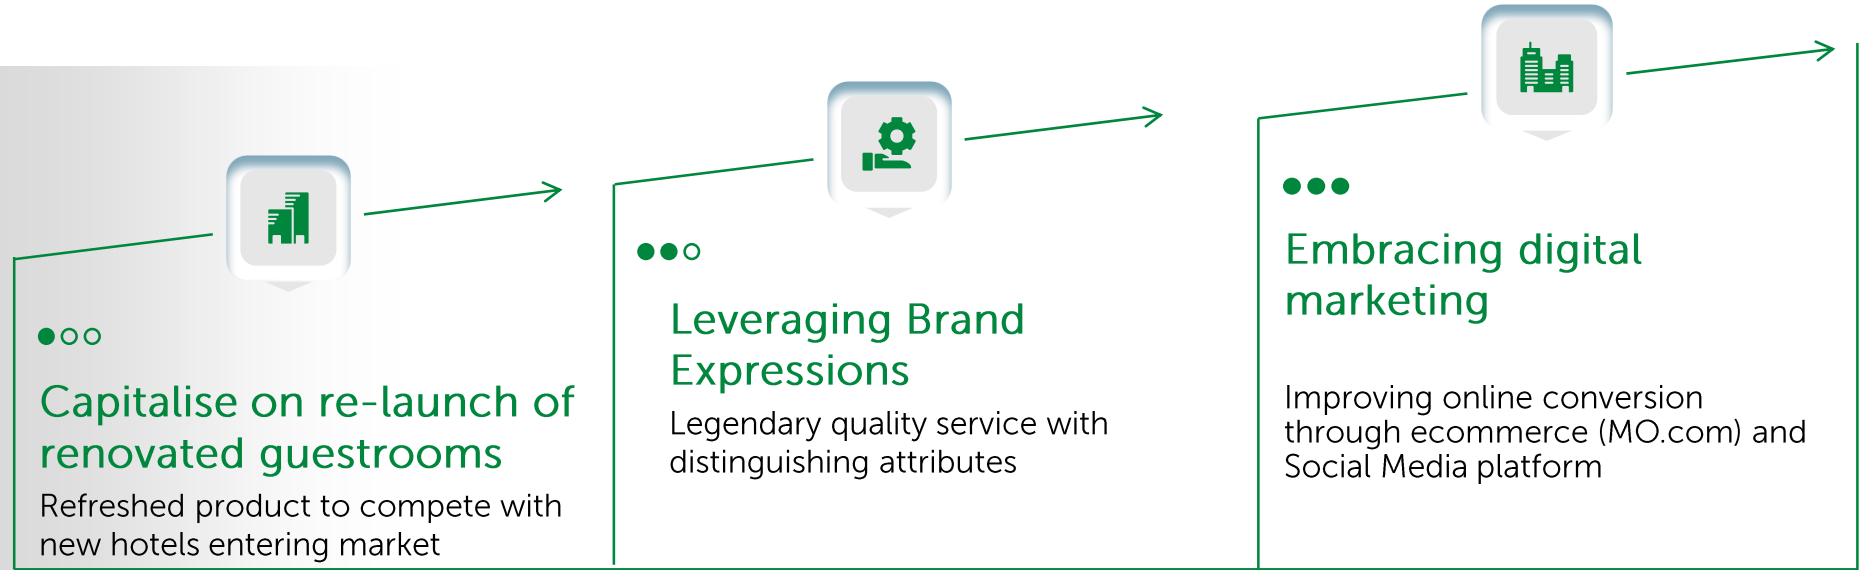 Capitalise on re-launch of
renovated guestrooms
Refreshed product to compete with
new hotels entering market
Leveraging Brand
Expressions
Legendary quality service with
distinguishing attributes
Embracing digital
marketing
Improving online conversion
through ecommerce (MO.com) and
Social Media platform